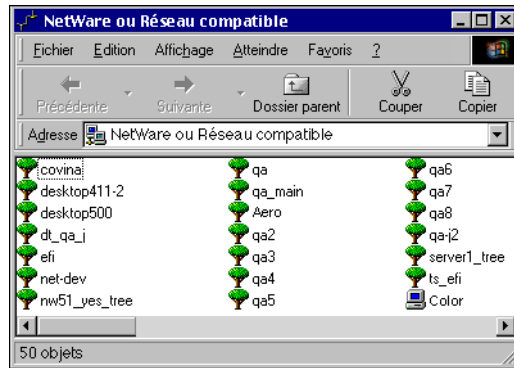 NetWare ou Réseau compatible
Fichier Edition Affichage Atteindre Favoris ?
Précédente Suivante Dossier parent Couper Copier
Adresse NetWare ou Réseau compatible
covina qa qa6
desktop411-2 qa_main qa7
desktop500 Aero qa8
dt_qa_j qa2 qa-j2
efi qa3 server1_tree
net-dev qa4 ts_efi
nw51_yes_tree qa5 Color
50 objets